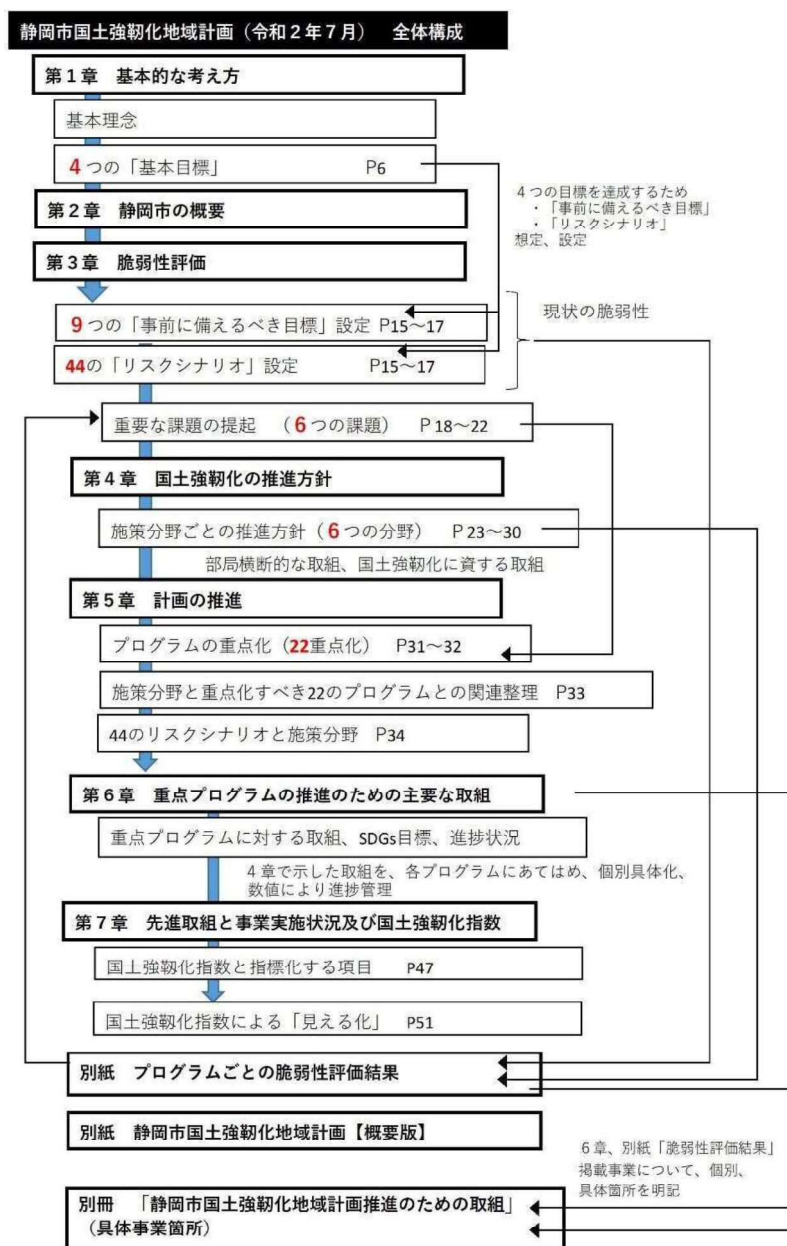 静岡市国土強靭化地域計画（令和２年７月）　全体構成
第１章　基本的な考え方
基本理念
４つの「基本目標」　P6
４つの目標を達成するため
・「事前に備えるべき目標」
・「リスクシナリオ」
想定、設定
第２章　静岡市の概要
第３章　脆弱性評価
９つの「事前に備えるべき目標」設定 P15～17
44の「リスクシナリオ」設定　P15～17
現状の脆弱性
重要な課題の提起　（６つの課題）　Ｐ18～22
第４章　国土強靭化の推進方針
施策分野ごとの推進方針（６つの分野）　Ｐ23～30
部局横断的な取組、国土強靭化に資する取組
第５章　計画の推進
プログラムの重点化（22重点化）　P31～32
施策分野と重点化すべき22のプログラムとの関連整理　P33
44のリスクシナリオと施策分野　P34
第６章　重点プログラムの推進のための主要な取組
重点プログラムに対する取組、SDGs目標、進捗状況
４章で示した取組を、各プログラムにあてはめ、個別具体化、
数値により進捗管理
第７章　先進取組と事業実施状況及び国土強靭化指数
国土強靭化指数と指標化する項目　P47
国土強靭化指数による「見える化」　P51
別紙　プログラムごとの脆弱性評価結果
別紙　静岡市国土強靭化地域計画【概要版】
６章、別紙「脆弱性評価結果」
掲載事業について、個別、
具体箇所を明記
別冊　「静岡市国土強靭化地域計画推進のための取組」
（具体事業箇所）